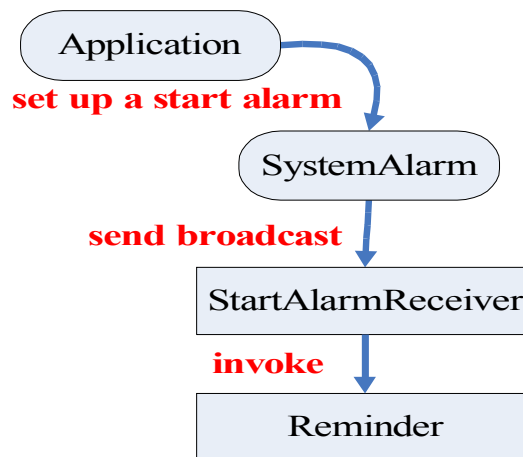 Application
set up a start alarm
SystemAlarm
send broadcast
StartAlarmReceiver
invoke
Reminder